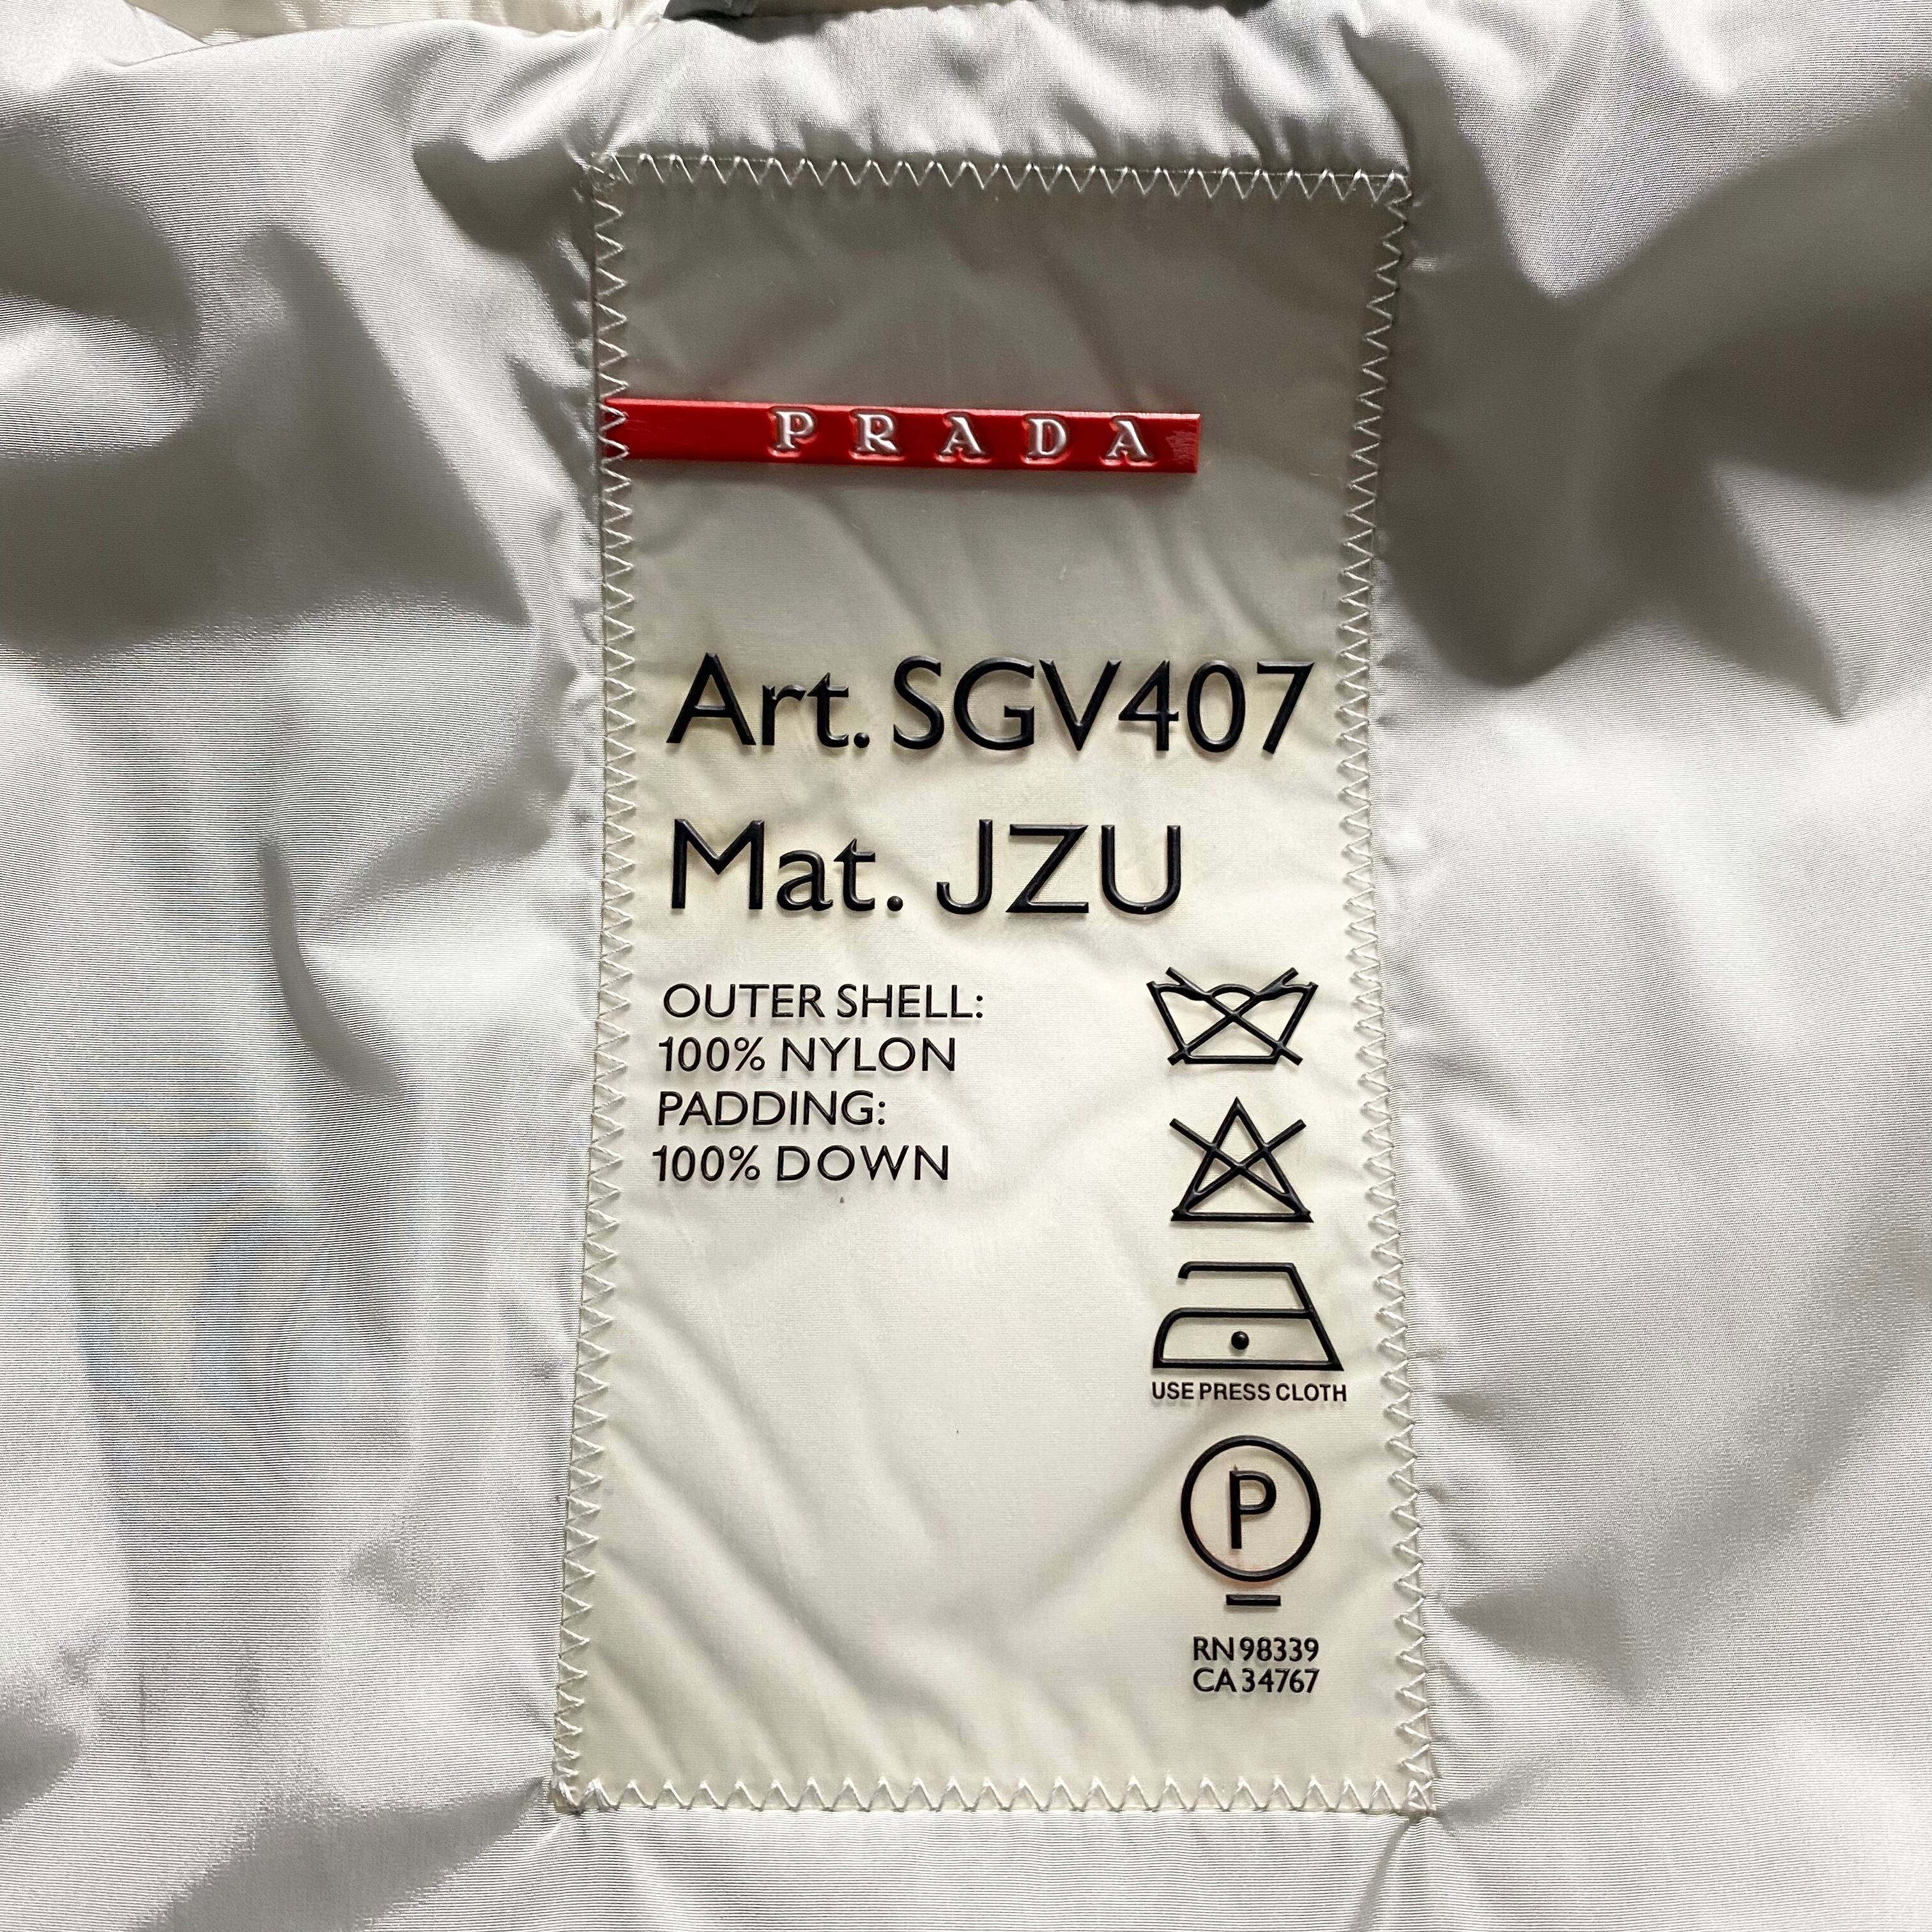 PRADA
Art. SGV407
Mat. JZU
OUTER SHELL:
100% NYLON
PADDING:
100% DOWN
USE PRESS CLOTH
P
RN 98339
CA 34767